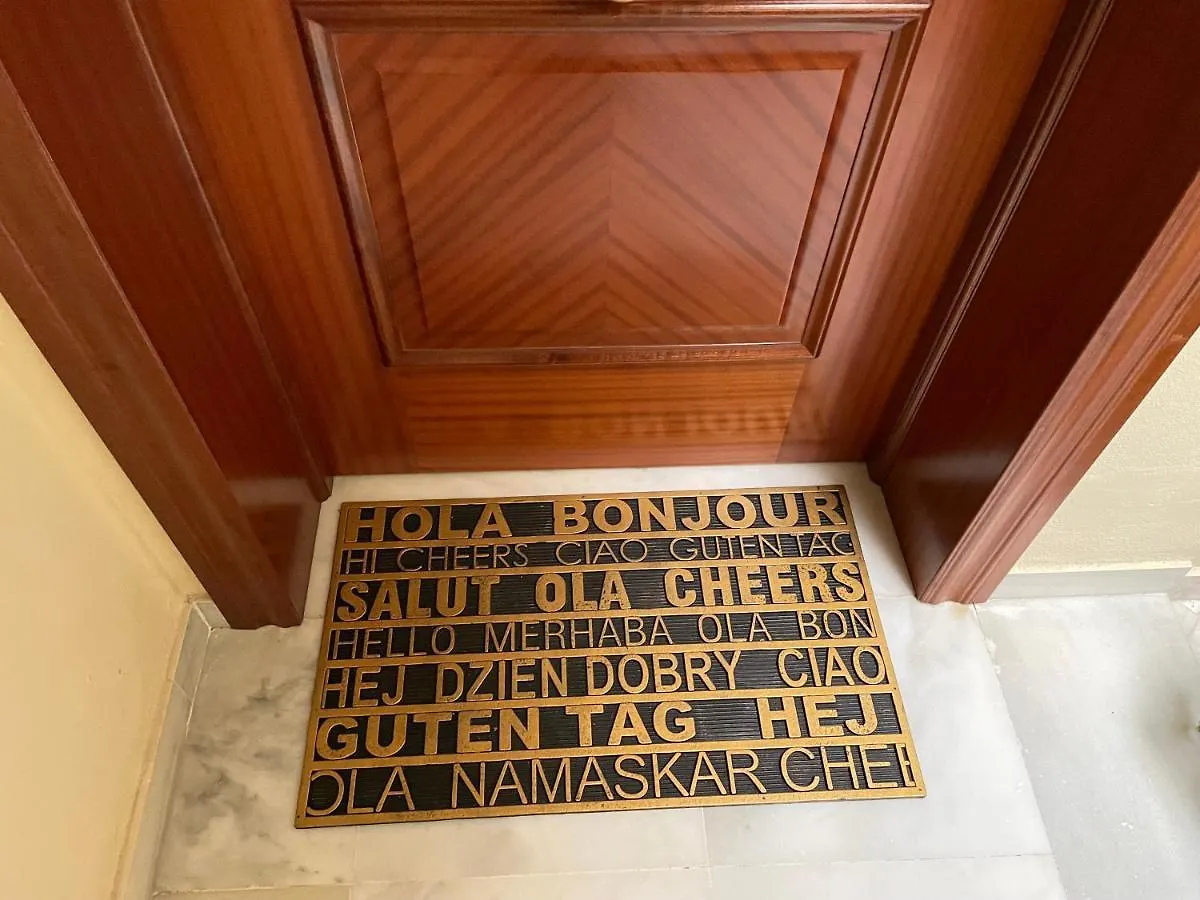 HOLA BONJOUR
HI CHEERS CIAO GUTEN TAG
SALUT OLA CHEERS
HELLO MERHABA OLA BON
HEJ DZIEN DOBRY CIAO
GUTEN TAG HEJ
OLA NAMASKAR CHEE